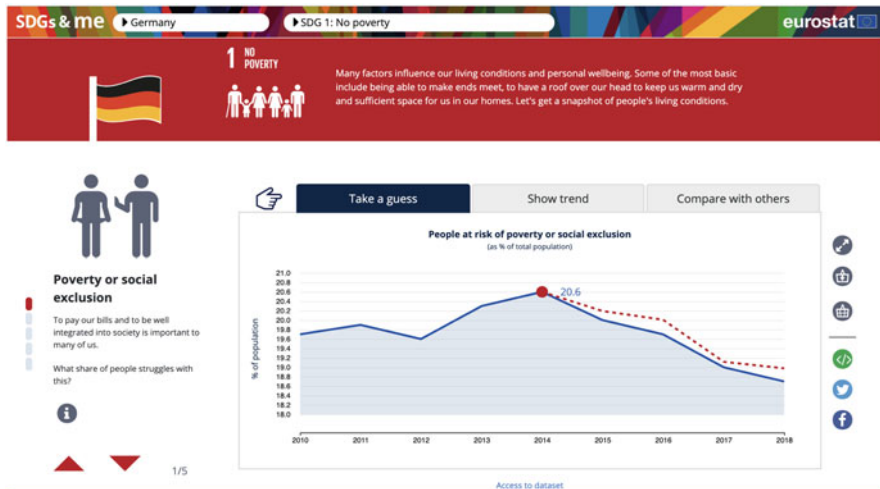 SDGs & me
Germany
SDG 1: No poverty
eurostat
1 NO
POVERTY
Many factors influence our living conditions and personal wellbeing. Some of the most basic
include being able to make ends meet, to have a roof over our head to keep us warm and dry
and sufficient space for us in our homes. Let's get a snapshot of people's living conditions.
Take a guess
Show trend
Compare with others
Poverty or social
exclusion
To pay our bills and to be well
integrated into society is important to
many of us.
What share of people struggles with
this?
i
1/5
People at risk of poverty or social exclusion
(as % of total population)
% of population
21.0
20.8
20.6
20.4
20.2
20.0
19.8
19.6
19.4
19.2
19.0
18.8
18.6
18.4
18.2
18.0
20.6
2010 2011 2012 2013 2014 2015 2016 2017 2018
</>
f
Access to dataset